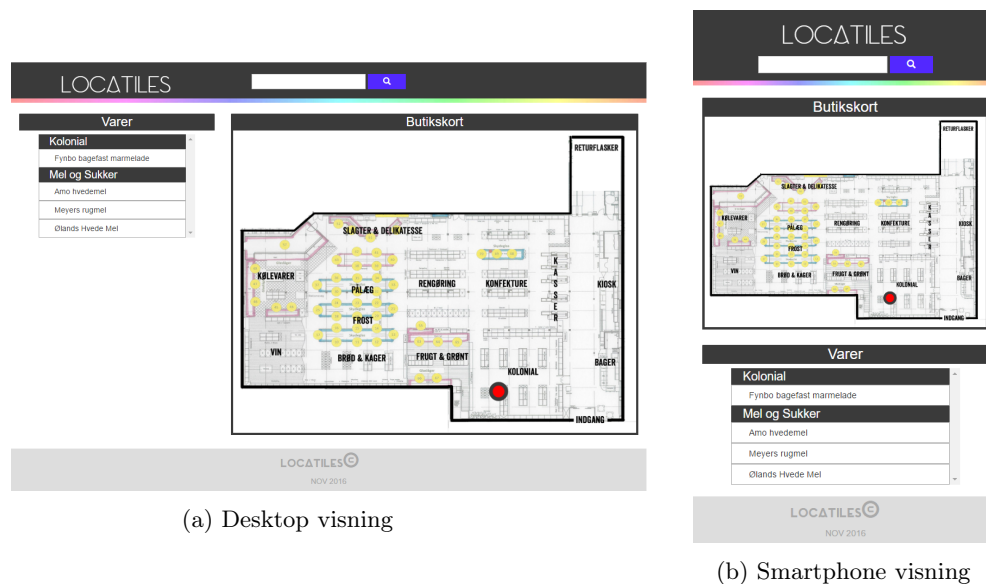 LOCATILES
Varer
Kolonial
Fynbo bagefast marmelade
Mel og Sukker
Amo hvedemel
Meyers rugmel
Ølands Hvede Mel
Butikskort
RETURFLASKER
SLAGTER & DELIKATESSE
KØLEVARER
PÅLÆG
RENGØRING
KONFEKTURE
KASSER
KIOSK
FROST
VIN
BRØD & KAGER
FRUGT & GRØNT
KOLONIAL
BAGER
INDGANG
LOCATILES©
NOV 2016
(a) Desktop visning
LOCATILES
Butikskort
RETURFLASKER
SLAGTER & DELIKATESSE
KØLEVARER
PÅLÆG
RENGØRING
KONFEKTURE
KASSER
KIOSK
FROST
VIN
BRØD & KAGER
FRUGT & GRØNT
KOLONIAL
BAGER
INDGANG
Varer
Kolonial
Fynbo bagefast marmelade
Mel og Sukker
Amo hvedemel
Meyers rugmel
Ølands Hvede Mel
LOCATILES©
NOV 2016
(b) Smartphone visning